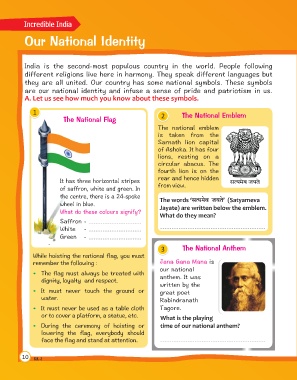 Incredible India
Our National Identity
India is the second-most populous country in the world. People following
different religions live here in harmony. They speak different languages but
they are all united. Our country has some national symbols. These symbols
are our national identity and infuse a sense of pride and patriotism in us.
A. Let us see how much you know about these symbols.
1
The National Flag
It has three horizontal stripes
of saffron, white and green. In
the centre, there is a 24-spoke
wheel in blue.
What do these colours signify?
Saffron -
White -
Green -
While hoisting the national flag, you must
remember the following :
• The flag must always be treated with
dignity, loyalty and respect.
• It must never touch the ground or
water.
• It must never be used as a table cloth
or to cover a platform, a statue, etc.
• During the ceremony of hoisting or
lowering the flag, everybody should
face the flag and stand at attention.
2
The National Emblem
The national emblem
is taken from the
Sarnath lion capital
of Ashoka. It has four
lions, resting on a
circular abacus. The
fourth lion is on the
rear and hence hidden
from view.
सत्यमेव जयते
The words 'सत्यमेव जयते' (Satyameva
Jayate) are written below the emblem.
What do they mean?
3
The National Anthem
Jana Gana Mana is
our national
anthem. It was
written by the
great poet
Rabindranath
Tagore.
What is the playing
time of our national anthem?
10